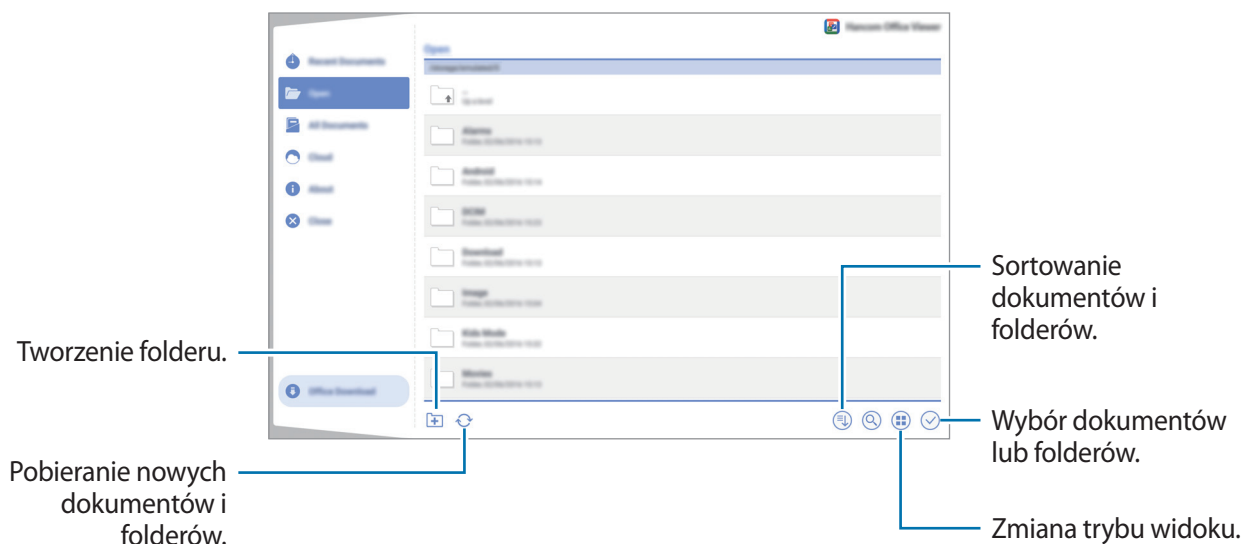 Hancom Office Viewer
Recent Documents
Open
All Documents
Cloud
About
Close
Office Download
Open
Up a level
Alarms
Android
DCIM
Download
Image
Kids Mode
Movies
Tworzenie folderu.
Pobieranie nowych
dokumentów i
folderów.
Sortowanie
dokumentów i
folderów.
Wybór dokumentów
lub folderów.
Zmiana trybu widoku.